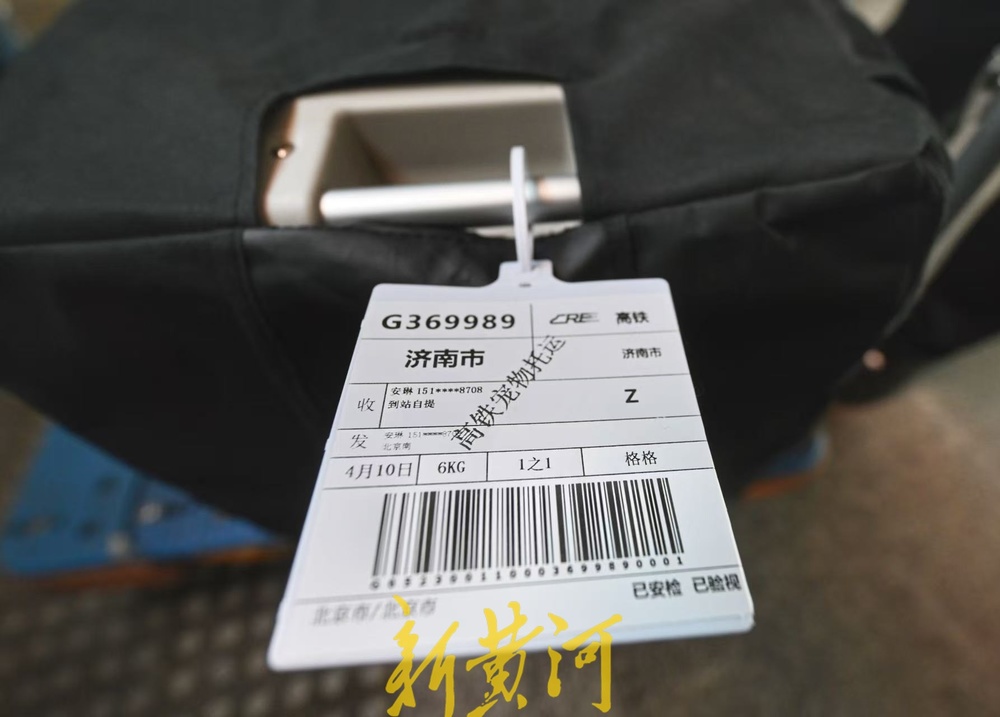 G369989
CRE 高铁
济南市
济南市
收
安琳 151****8708
到站自提
Z
高铁宠物托运
发
安琳 151****87
北京南
4月10日
6KG
1之1
格格
已安检 已验视
北京市/北京市
新黄河